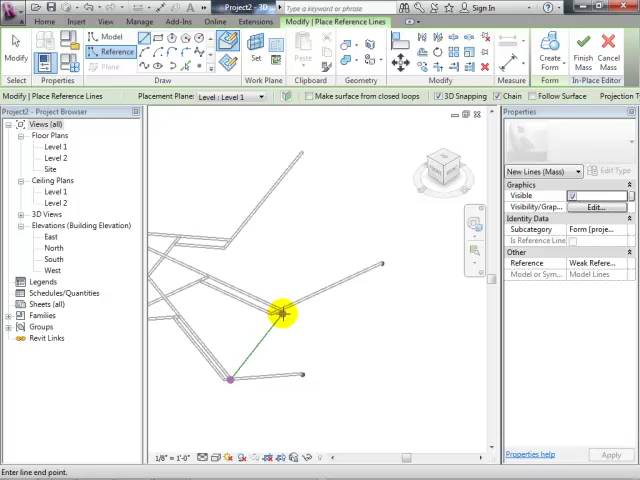 Project2 - 3D
Type a keyword or phrase
Sign In
Home Insert View Manage Add-Ins Online Extensions Modify | Place Reference Lines
Modify
Model
Reference
Plane
Set
Paste
Create Form
Finish Mass
Cancel Mass
Select Properties Draw Work Plane Clipboard Geometry Modify Measure Form In-Place Editor
Modify | Place Reference Lines Placement Plane: Level : Level 1 Make surface from closed loops 3D Snapping Chain Follow Surface Projection Ty
Project2 - Project Browser
Views (all)
Floor Plans
Level 1
Level 2
Site
Ceiling Plans
Level 1
Level 2
3D Views
Elevations (Building Elevation)
East
North
South
West
Legends
Schedules/Quantities
Sheets (all)
Families
Groups
Revit Links
Properties
New Lines (Mass) Edit Type
Graphics
Visible
Visibility/Grap... Edit...
Identity Data
Subcategory Form [proje...
Is Reference Line
Other
Reference Weak Refere...
Model or Sym... Model Lines
Properties help Apply
1/8" = 1'-0"
Enter line end point.